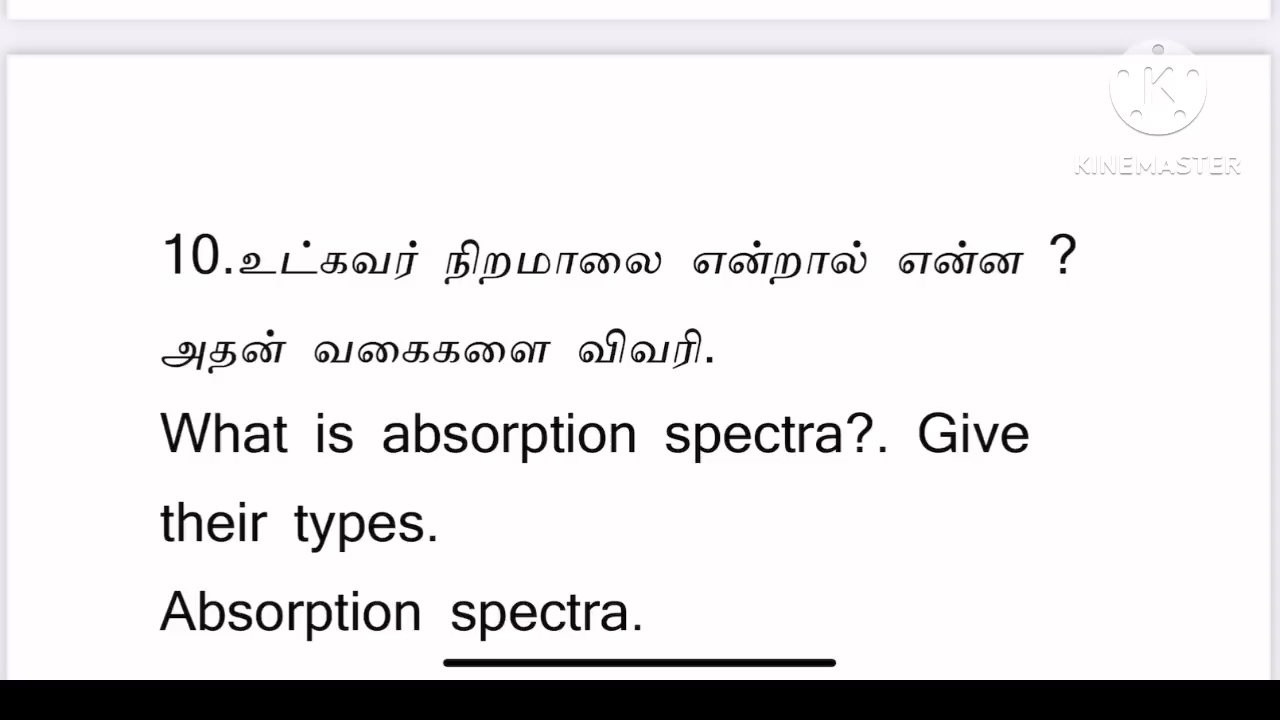 KINEMASTER
10.உட்கவர் நிறமாலை என்றால் என்ன ?
அதன் வகைகளை விவரி.
What is absorption spectra?. Give
their types.
Absorption spectra.